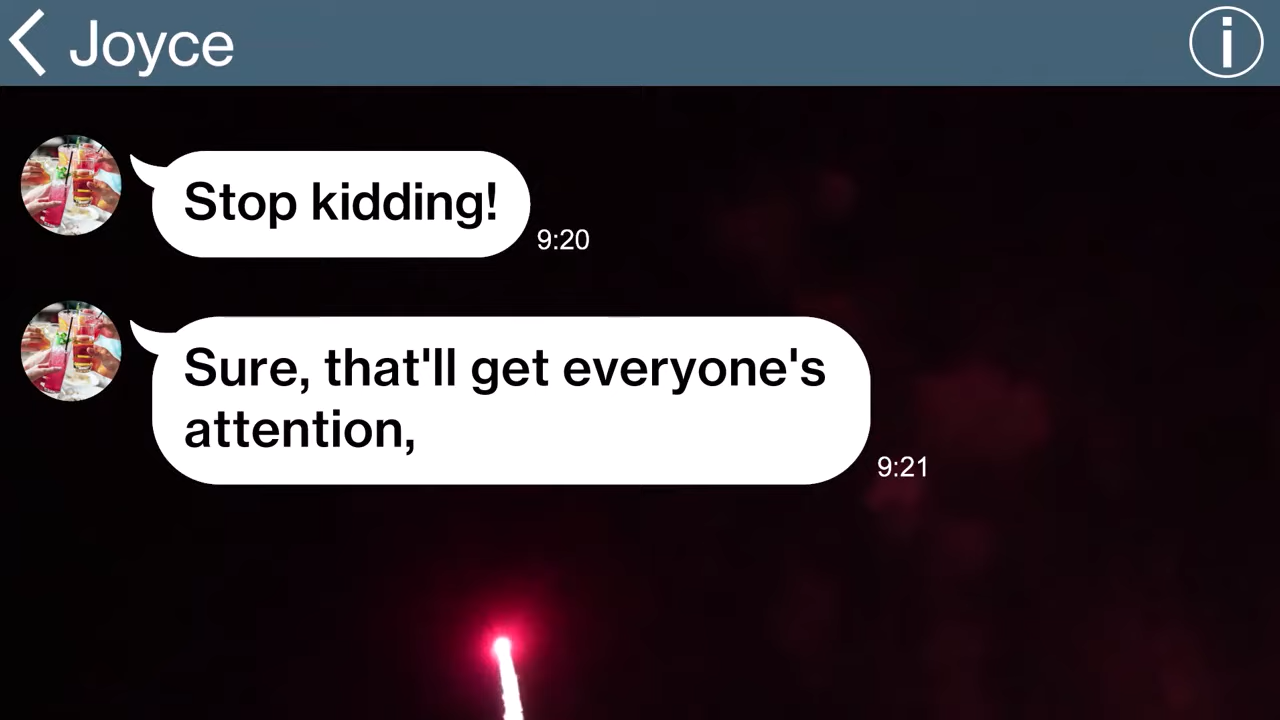 Joyce
Stop kidding!
9:20
Sure, that'll get everyone's
attention,
9:21